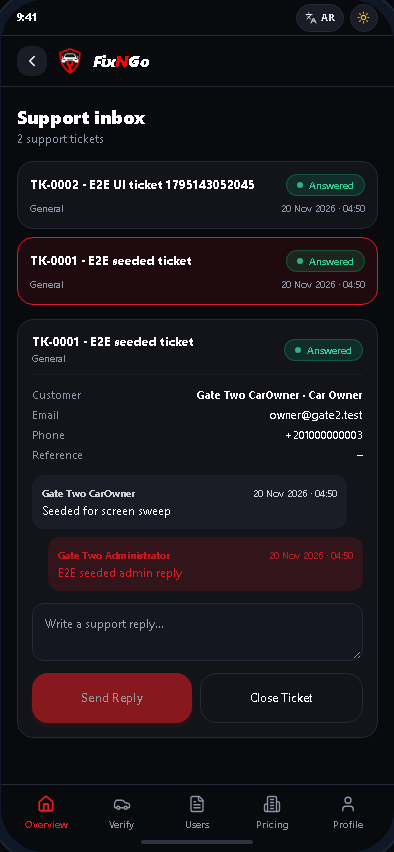 9:41
AR
FixNGo
Support inbox
2 support tickets
TK-0002 - E2E UI ticket 1795143052045
Answered
General
20 Nov 2026 · 04:50
TK-0001 - E2E seeded ticket
Answered
General
20 Nov 2026 · 04:50
TK-0001 - E2E seeded ticket
General
Answered
Customer
Gate Two CarOwner · Car Owner
Email
owner@gate2.test
Phone
+201000000003
Reference
—
Gate Two CarOwner
20 Nov 2026 · 04:50
Seeded for screen sweep
Gate Two Administrator
20 Nov 2026 · 04:50
E2E seeded admin reply
Write a support reply...
Send Reply
Close Ticket
Overview
Verify
Users
Pricing
Profile